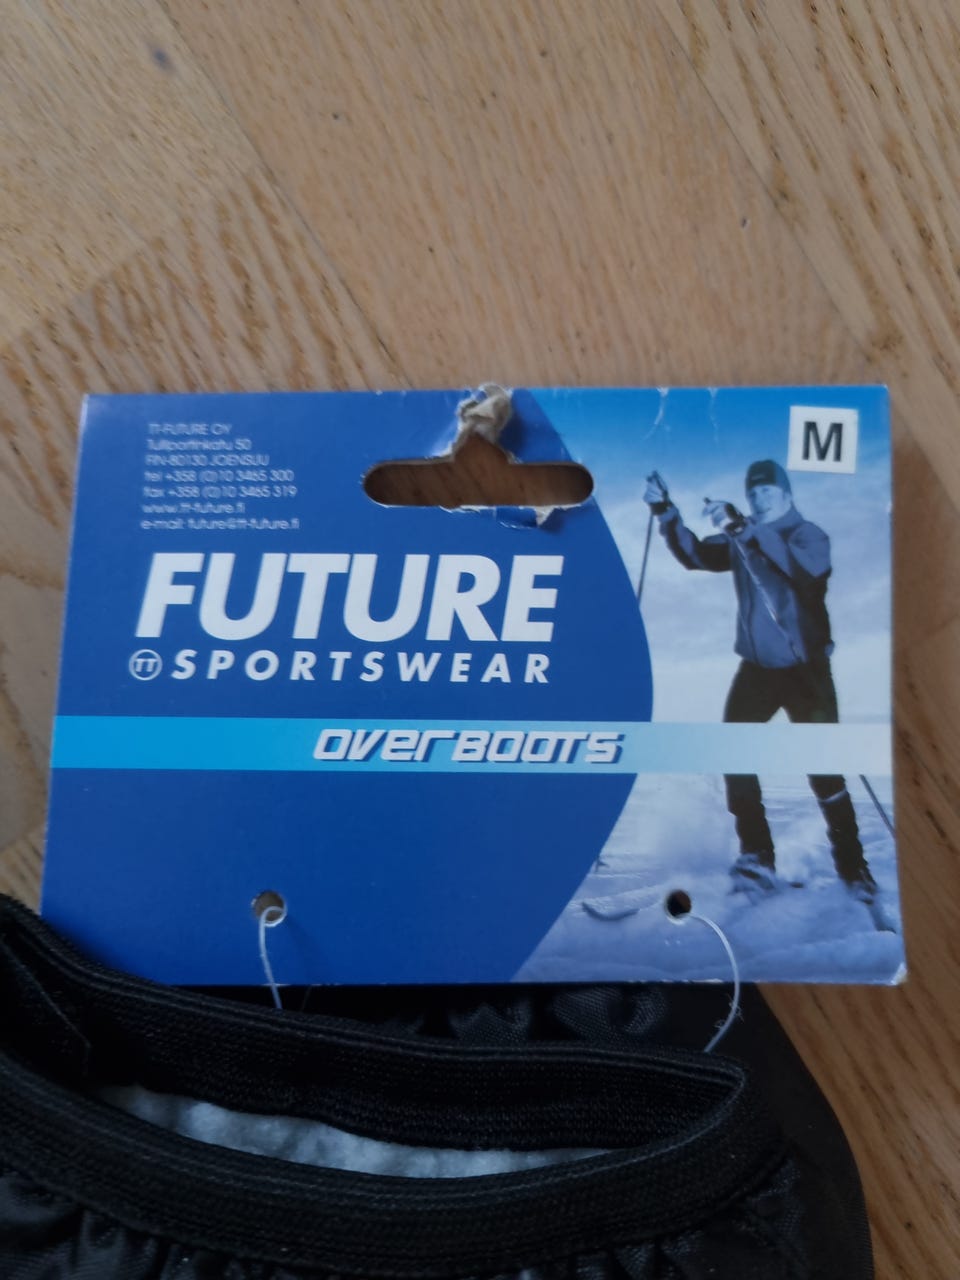 TT-FUTURE OY
Tulliportinkatu 50
FIN-80130 JOENSUU
tel +358 (0)10 3465 300
fax +358 (0)10 3465 319
www.tt-future.fi
e-mail: future@tt-future.fi
M
FUTURE
TT SPORTSWEAR
OVERBOOTS